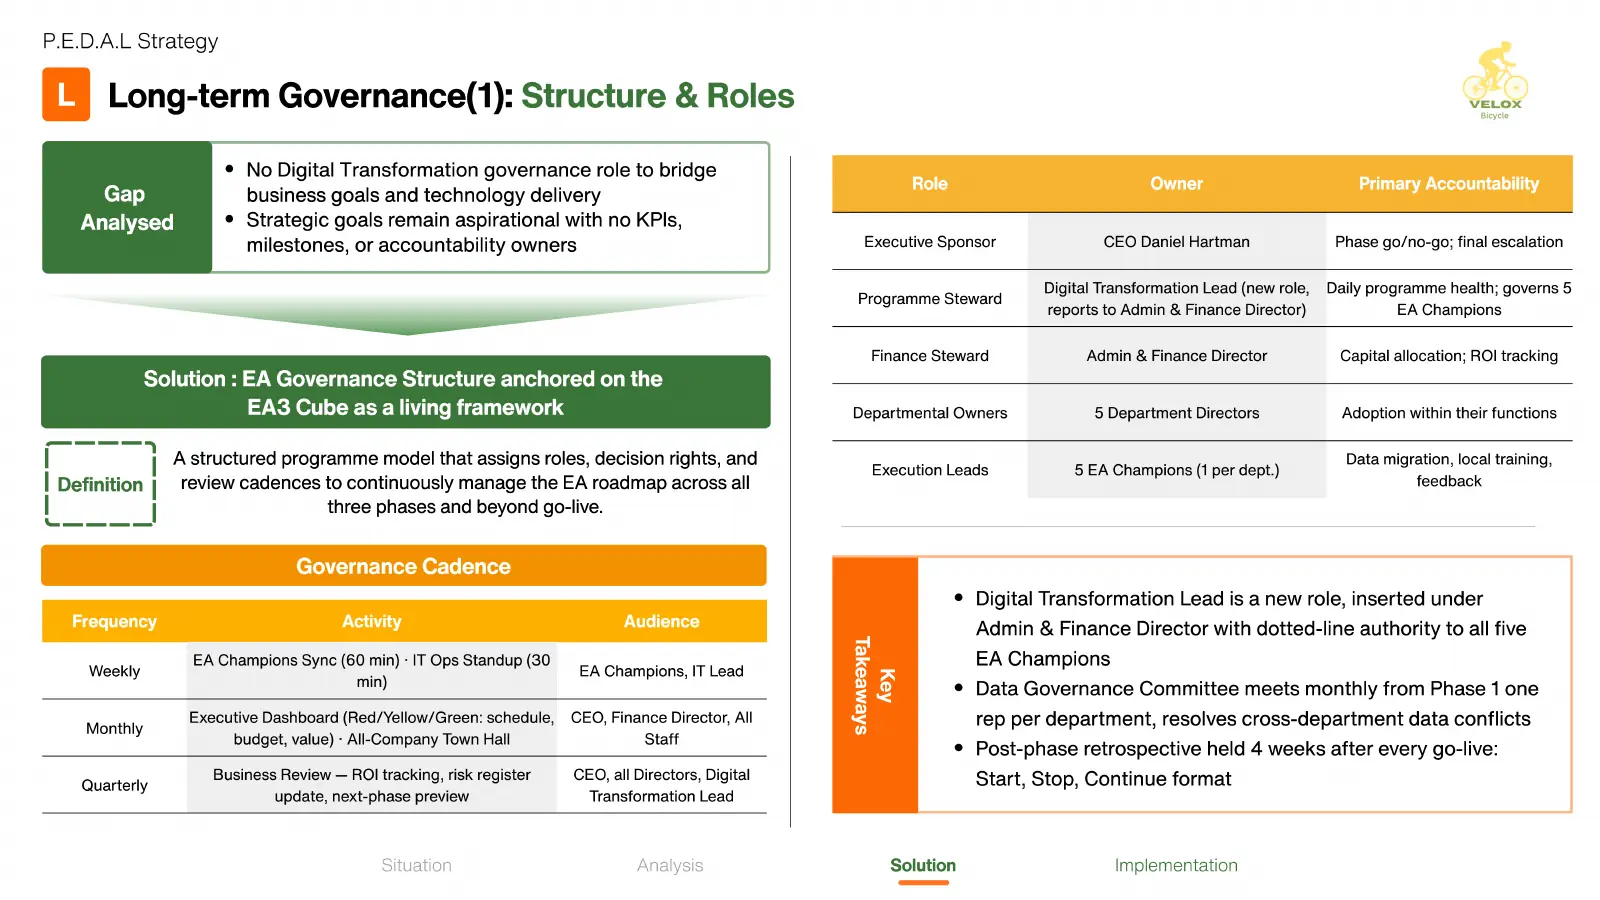 P.E.D.A.L Strategy
L
Long-term Governance(1): Structure & Roles
VELOX
Bicycle
Gap
Analysed
• No Digital Transformation governance role to bridge
business goals and technology delivery
• Strategic goals remain aspirational with no KPIs,
milestones, or accountability owners
Solution : EA Governance Structure anchored on the
EA3 Cube as a living framework
Definition
A structured programme model that assigns roles, decision rights, and
review cadences to continuously manage the EA roadmap across all
three phases and beyond go-live.
Governance Cadence
Frequency Activity Audience
Weekly
EA Champions Sync (60 min) · IT Ops Standup (30
min)
EA Champions, IT Lead
Monthly
Executive Dashboard (Red/Yellow/Green: schedule,
budget, value) · All-Company Town Hall
CEO, Finance Director, All
Staff
Quarterly
Business Review — ROI tracking, risk register
update, next-phase preview
CEO, all Directors, Digital
Transformation Lead
Role Owner Primary Accountability
Executive Sponsor CEO Daniel Hartman Phase go/no-go; final escalation
Programme Steward
Digital Transformation Lead (new role,
reports to Admin & Finance Director)
Daily programme health; governs 5
EA Champions
Finance Steward Admin & Finance Director Capital allocation; ROI tracking
Departmental Owners 5 Department Directors Adoption within their functions
Execution Leads 5 EA Champions (1 per dept.)
Data migration, local training,
feedback
Key
Takeaways
• Digital Transformation Lead is a new role, inserted under
Admin & Finance Director with dotted-line authority to all five
EA Champions
• Data Governance Committee meets monthly from Phase 1 one
rep per department, resolves cross-department data conflicts
• Post-phase retrospective held 4 weeks after every go-live:
Start, Stop, Continue format
Situation Analysis Solution Implementation